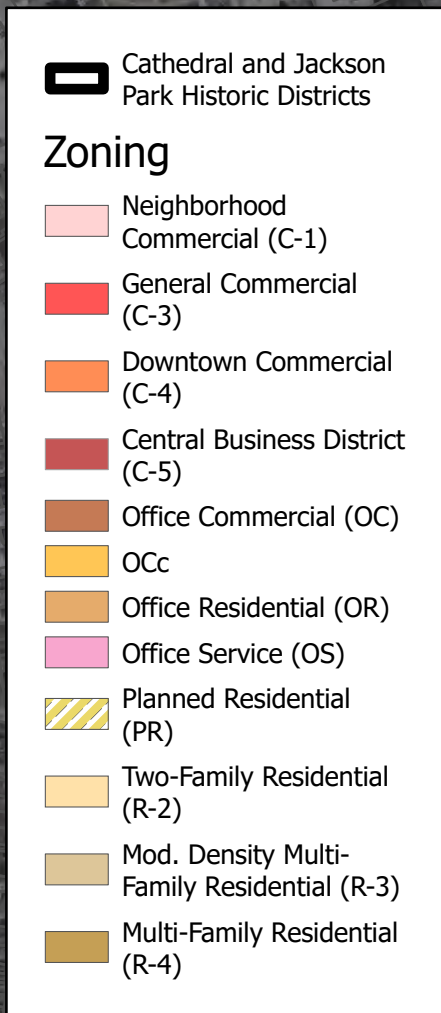 Cathedral and Jackson
Park Historic Districts
Zoning
Neighborhood
Commercial (C-1)
General Commercial
(C-3)
Downtown Commercial
(C-4)
Central Business District
(C-5)
Office Commercial (OC)
OCc
Office Residential (OR)
Office Service (OS)
Planned Residential
(PR)
Two-Family Residential
(R-2)
Mod. Density Multi-
Family Residential (R-3)
Multi-Family Residential
(R-4)